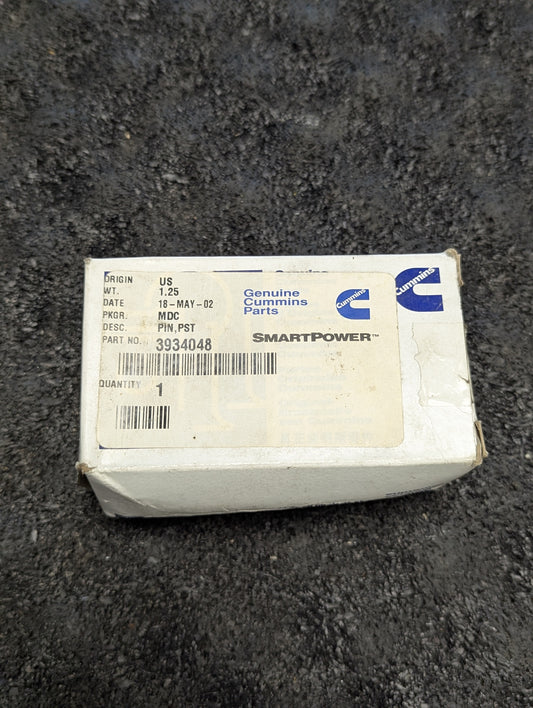 Genuine
Cummins
ORIGIN US
WT. 1.25
DATE 18-MAY-02
PKGR. MDC
DESC. PIN,PST
PART NO. 3934048
QUANTITY 1
Genuine
Cummins
Parts
Cummins
SMARTPOWER™